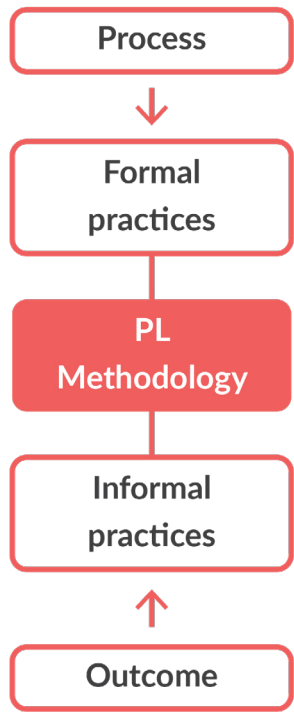 Process
Formal
practices
PL
Methodology
Informal
practices
Outcome